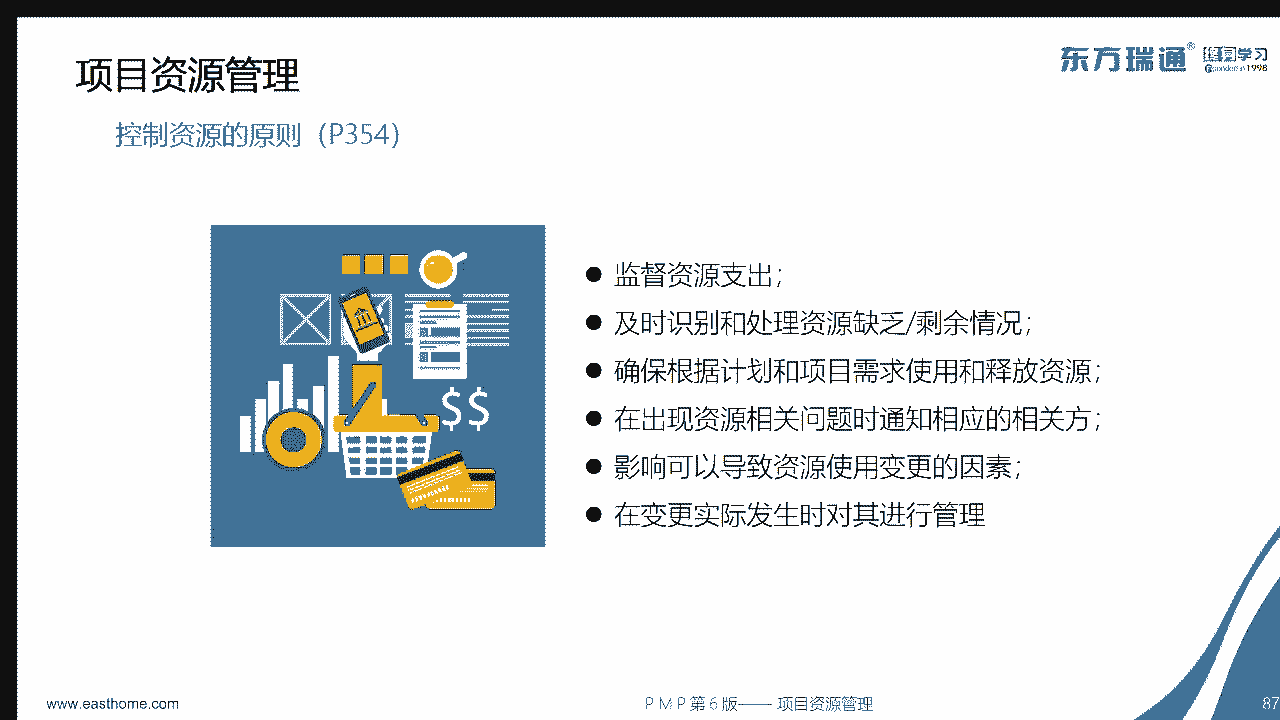 项目资源管理
东方瑞通®
终身学习
1998
控制资源的原则（P354）
● 监督资源支出；
● 及时识别和处理资源缺乏/剩余情况；
● 确保根据计划和项目需求使用和释放资源；
● 在出现资源相关问题时通知相应的相关方；
● 影响可以导致资源使用变更的因素；
● 在变更实际发生时对其进行管理
$$
www.easthome.com
PMP第6版—— 项目资源管理
87